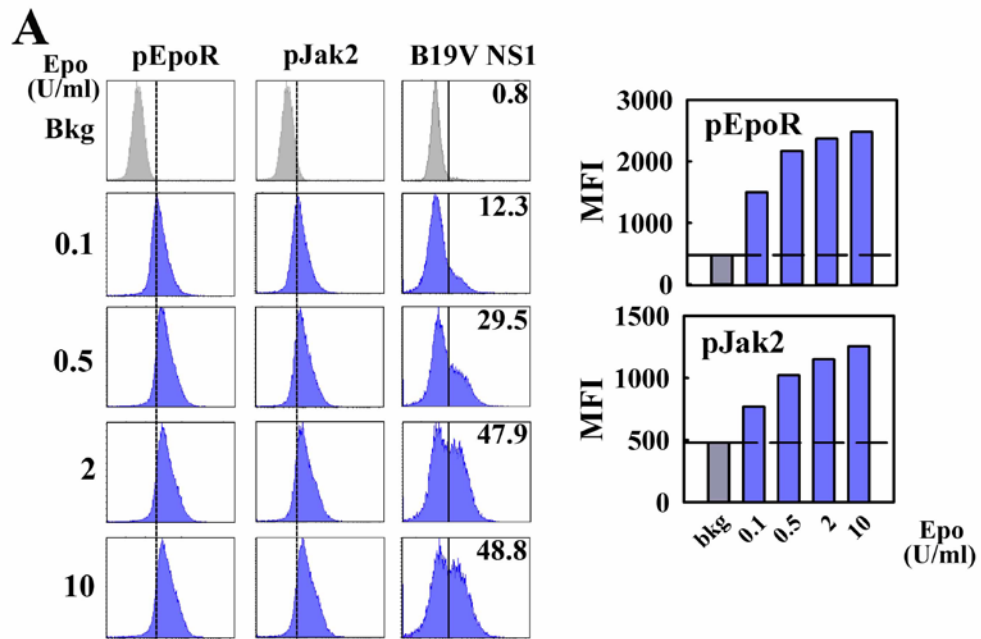 A
Epo
(U/ml)
pEpoR
pJak2
B19V NS1
Bkg
0.8
0.1
12.3
0.5
29.5
2
47.9
10
48.8
3000
2000
1000
0
MFI
pEpoR
1500
1000
500
0
MFI
pJak2
bkg
0.1
0.5
2
10
Epo
(U/ml)